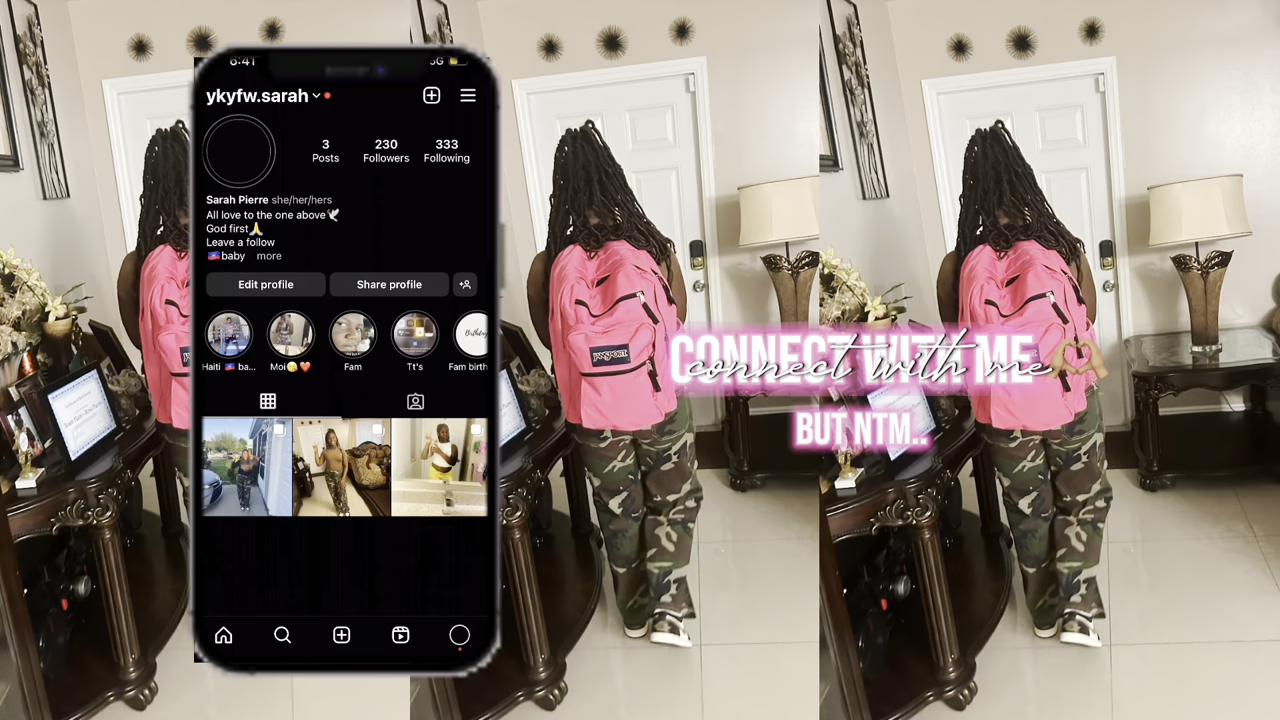 6:41
5G
ykyfw.sarah
3
230
333
Posts
Followers
Following
Sarah Pierre she/her/hers
All love to the one above🕊️
God first🙏
Leave a follow
🇭🇹baby more
Edit profile
Share profile
Haiti 🇭🇹 ba...
Moi😋❤️
Fam
Tt's
Fam birth
JANSPORT
CONNECT WITH ME
connect with me🫶🏽
BUT NTM..